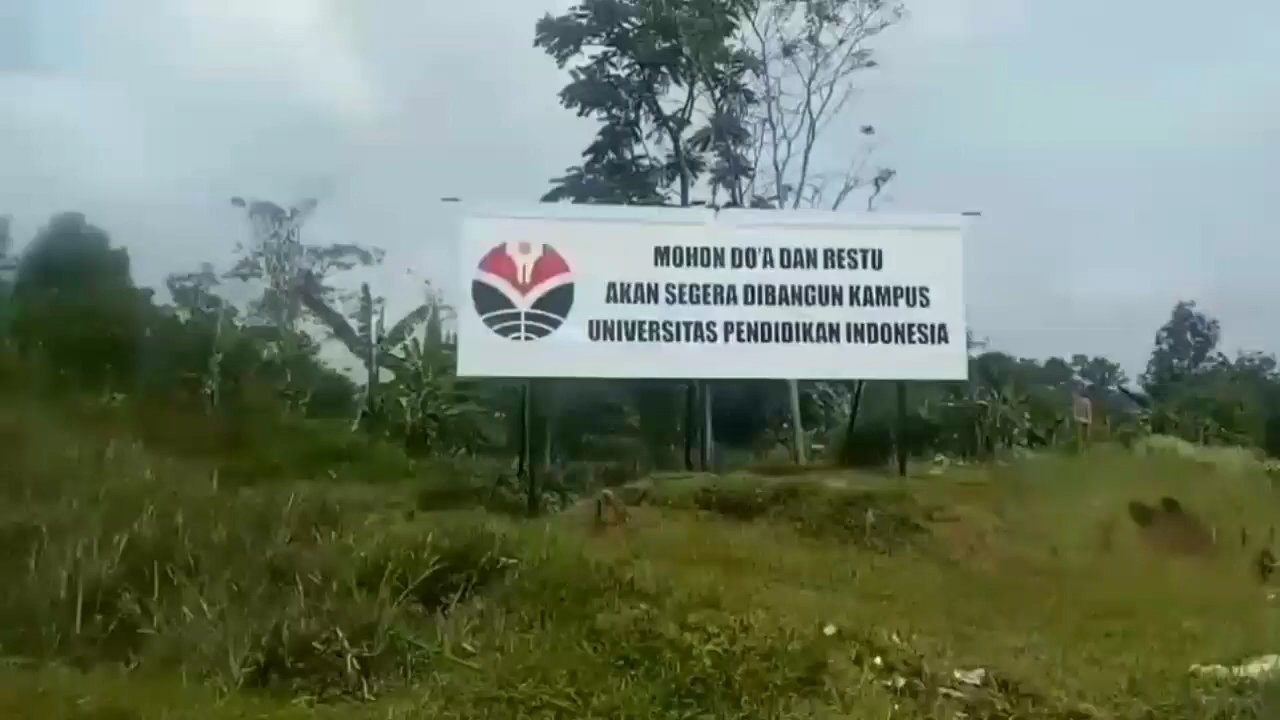 MOHON DO'A DAN RESTU
AKAN SEGERA DIBANGUN KAMPUS
UNIVERSITAS PENDIDIKAN INDONESIA